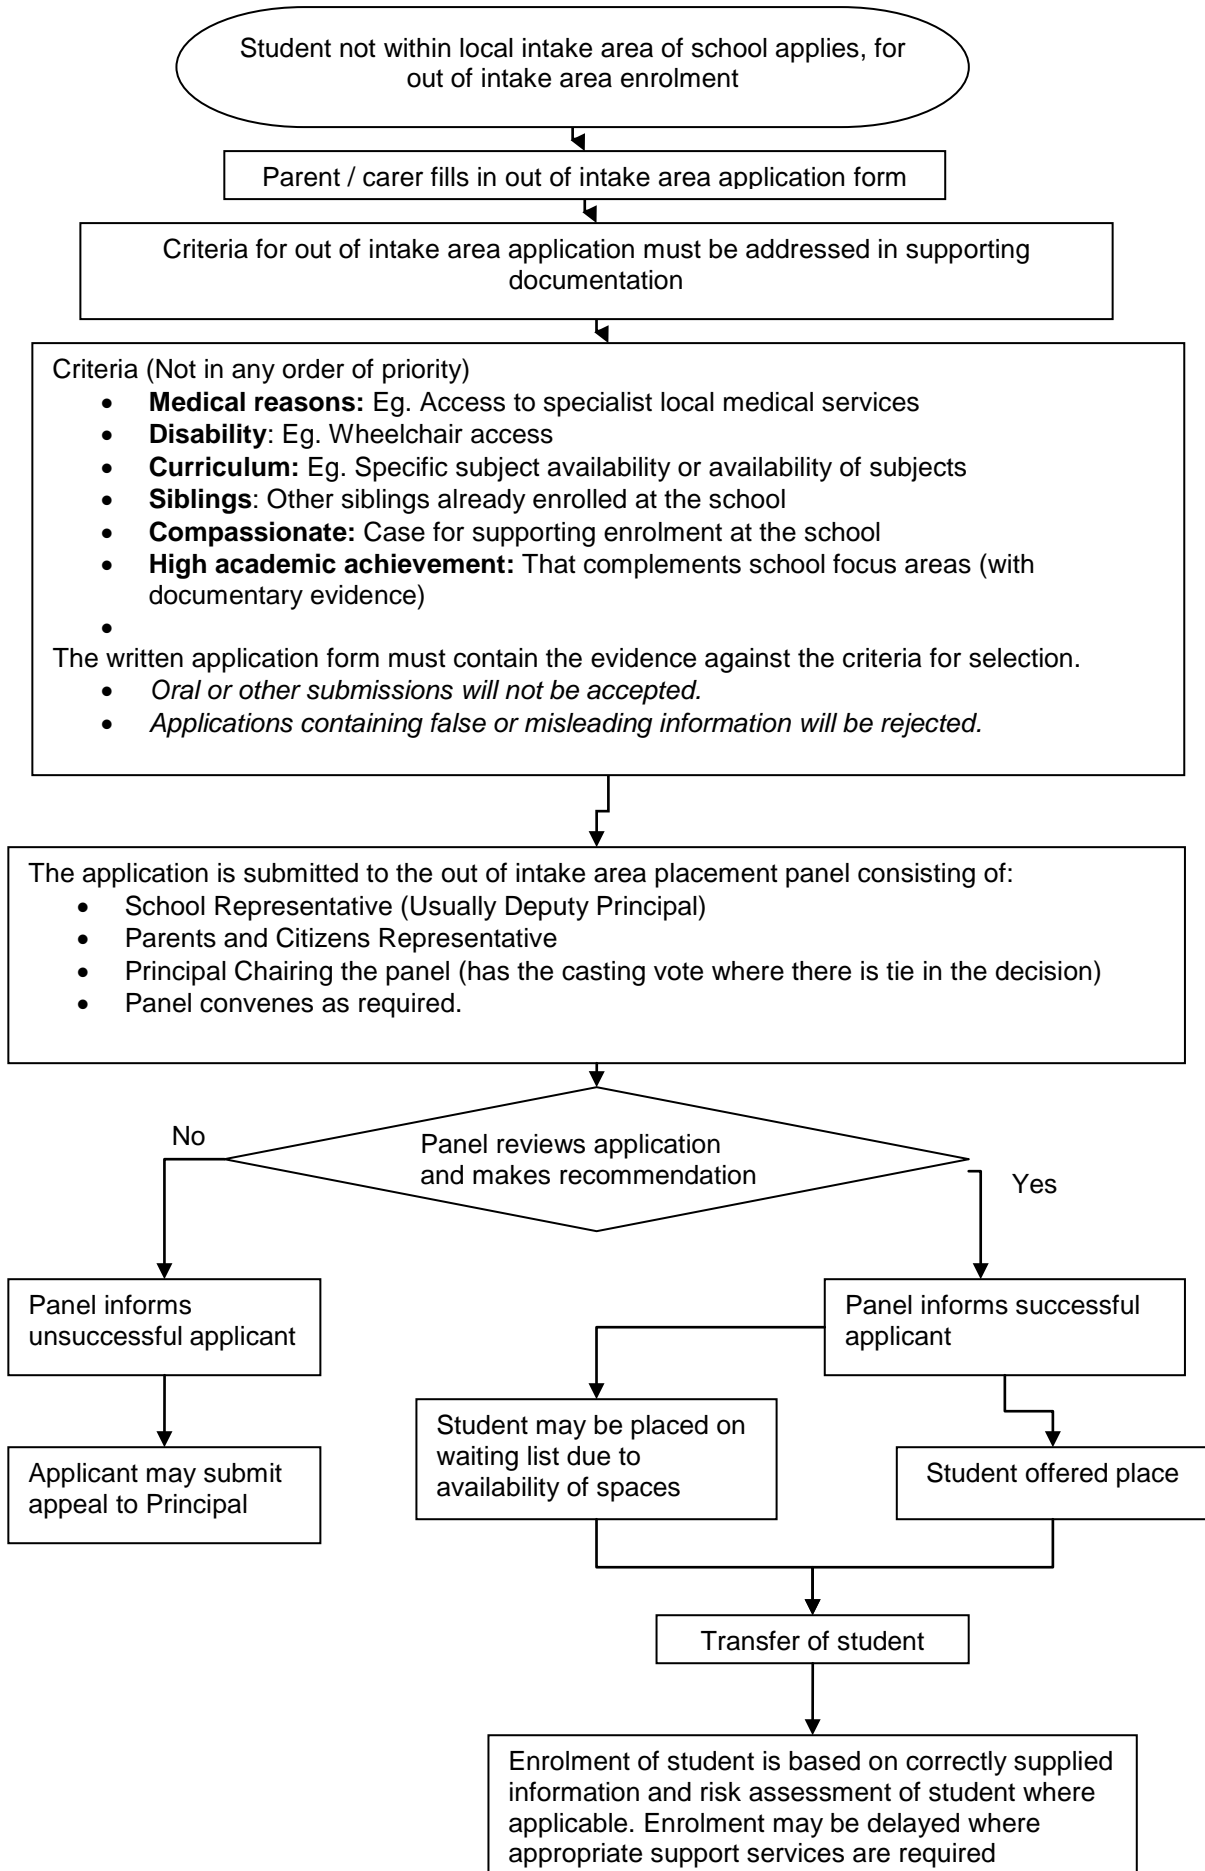 Student not within local intake area of school applies, for
out of intake area enrolment
Parent / carer fills in out of intake area application form
Criteria for out of intake area application must be addressed in supporting
documentation
Criteria (Not in any order of priority)
• Medical reasons: Eg. Access to specialist local medical services
• Disability: Eg. Wheelchair access
• Curriculum: Eg. Specific subject availability or availability of subjects
• Siblings: Other siblings already enrolled at the school
• Compassionate: Case for supporting enrolment at the school
• High academic achievement: That complements school focus areas (with
documentary evidence)
•
The written application form must contain the evidence against the criteria for selection.
• Oral or other submissions will not be accepted.
• Applications containing false or misleading information will be rejected.
The application is submitted to the out of intake area placement panel consisting of:
• School Representative (Usually Deputy Principal)
• Parents and Citizens Representative
• Principal Chairing the panel (has the casting vote where there is tie in the decision)
• Panel convenes as required.
Panel reviews application
and makes recommendation
No
Yes
Panel informs
unsuccessful applicant
Panel informs successful
applicant
Applicant may submit
appeal to Principal
Student may be placed on
waiting list due to
availability of spaces
Student offered place
Transfer of student
Enrolment of student is based on correctly supplied
information and risk assessment of student where
applicable. Enrolment may be delayed where
appropriate support services are required